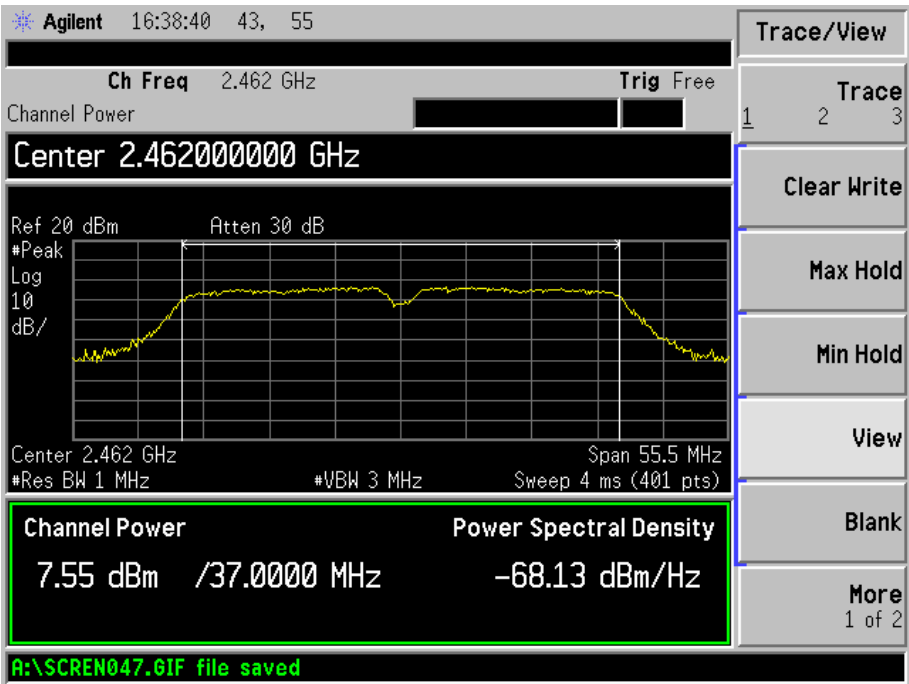 Agilent 16:38:40 43, 55
Ch Freq 2.462 GHz Trig Free
Channel Power
Center 2.462000000 GHz
Ref 20 dBm Atten 30 dB
#Peak
Log
10
dB/
Center 2.462 GHz Span 55.5 MHz
#Res BW 1 MHz #VBW 3 MHz Sweep 4 ms (401 pts)
Channel Power Power Spectral Density
7.55 dBm /37.0000 MHz -68.13 dBm/Hz
A:\SCREN047.GIF file saved
Trace/View
Trace
1 2 3
Clear Write
Max Hold
Min Hold
View
Blank
More
1 of 2